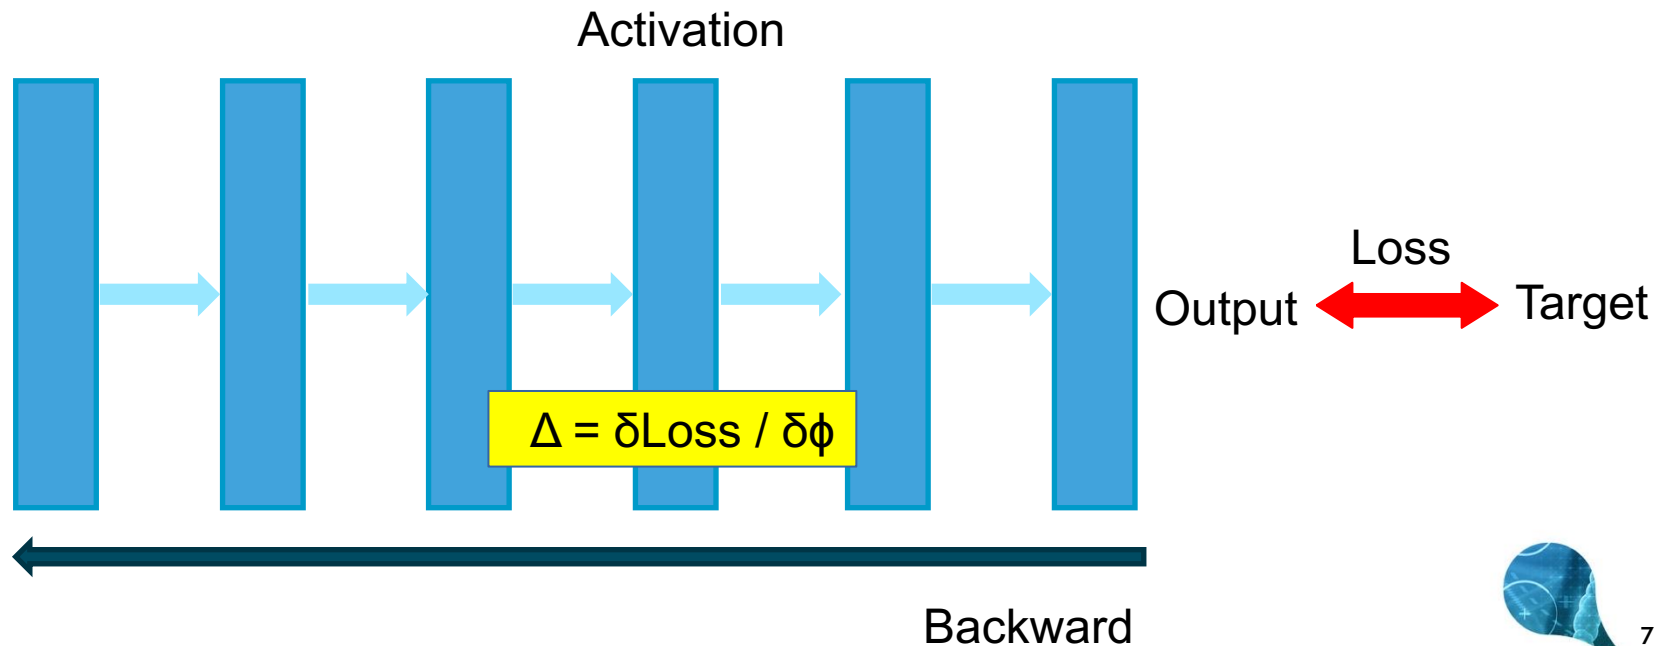 Activation
Loss
Output
Target
Δ = δLoss / δϕ
Backward
7